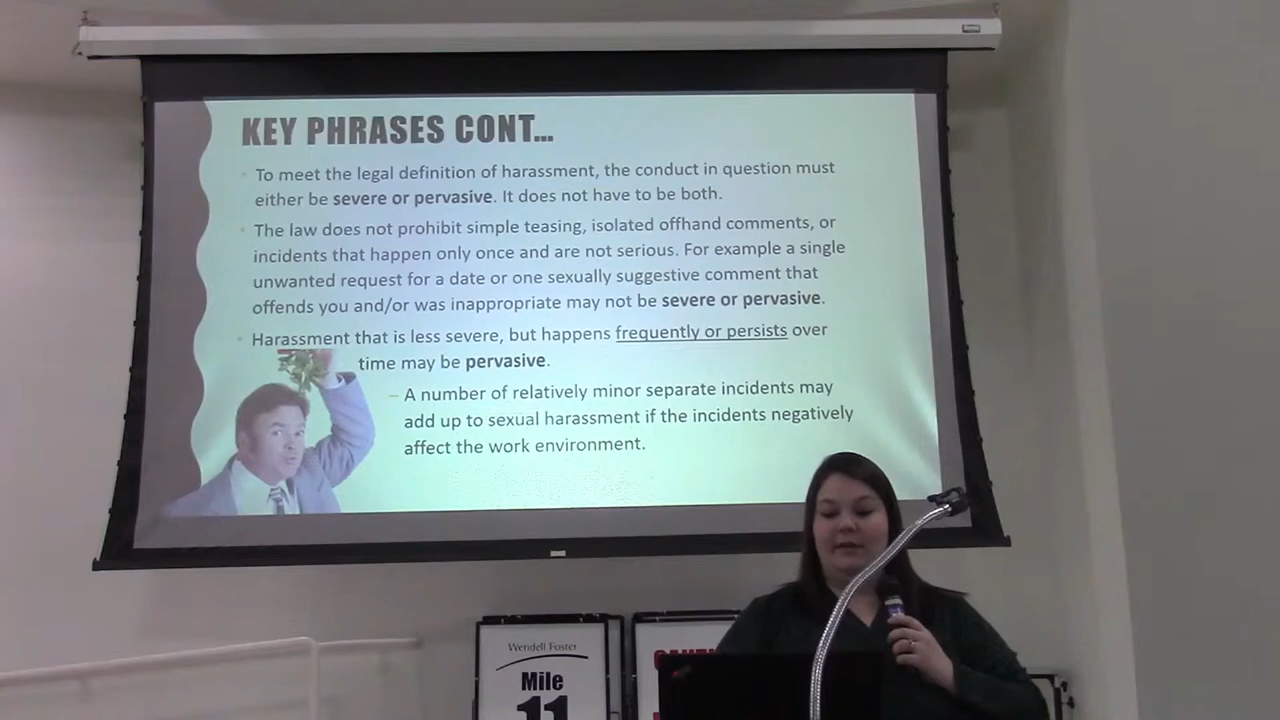 KEY PHRASES CONT...
To meet the legal definition of harassment, the conduct in question must
either be severe or pervasive. It does not have to be both.
The law does not prohibit simple teasing, isolated offhand comments, or
incidents that happen only once and are not serious. For example a single
unwanted request for a date or one sexually suggestive comment that
offends you and/or was inappropriate may not be severe or pervasive.
Harassment that is less severe, but happens frequently or persists over
time may be pervasive.
– A number of relatively minor separate incidents may
add up to sexual harassment if the incidents negatively
affect the work environment.
Wendell Foster
Mile
11